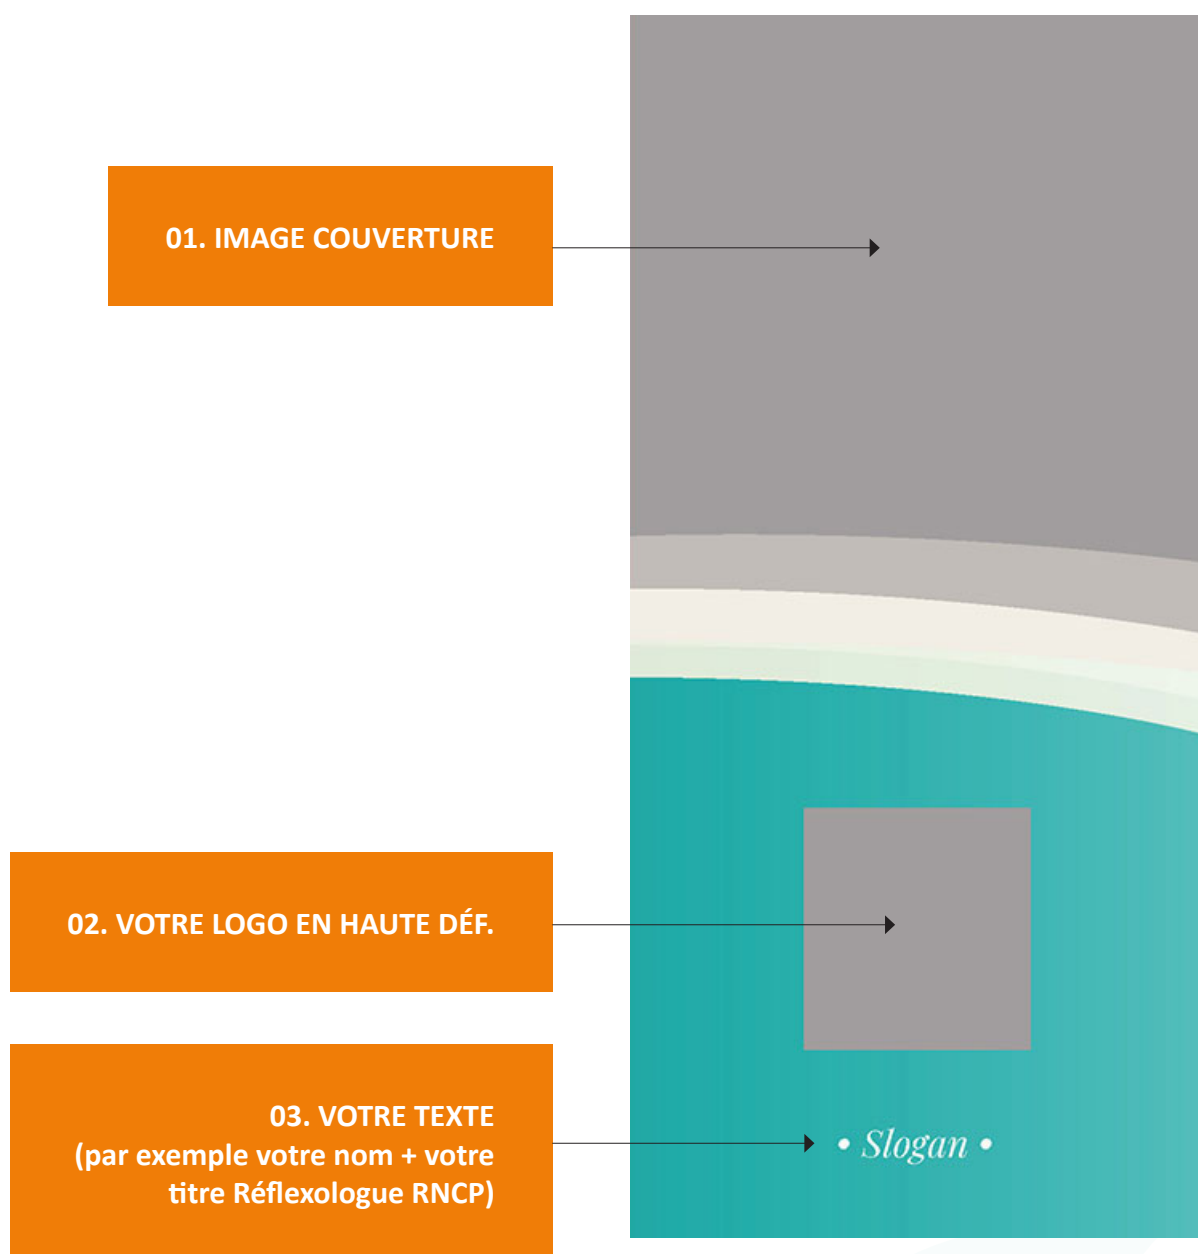 01. IMAGE COUVERTURE
02. VOTRE LOGO EN HAUTE DÉF.
03. VOTRE TEXTE
(par exemple votre nom + votre
titre Réflexologue RNCP)
• Slogan •